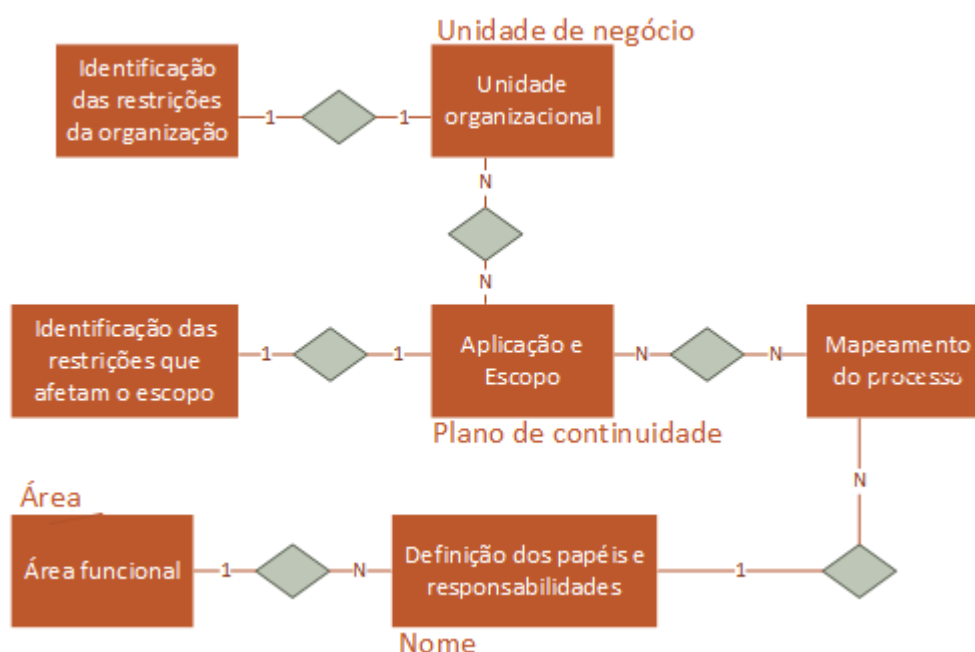 Unidade de negócio
Identificação
das restrições
da organização
1
1
Unidade
organizacional
N
N
Identificação das
restrições que
afetam o escopo
1
1
Aplicação e
Escopo
N
N
Mapeamento
do processo
Plano de continuidade
N
Área
Área funcional
1
N
Definição dos papéis e
responsabilidades
1
Nome